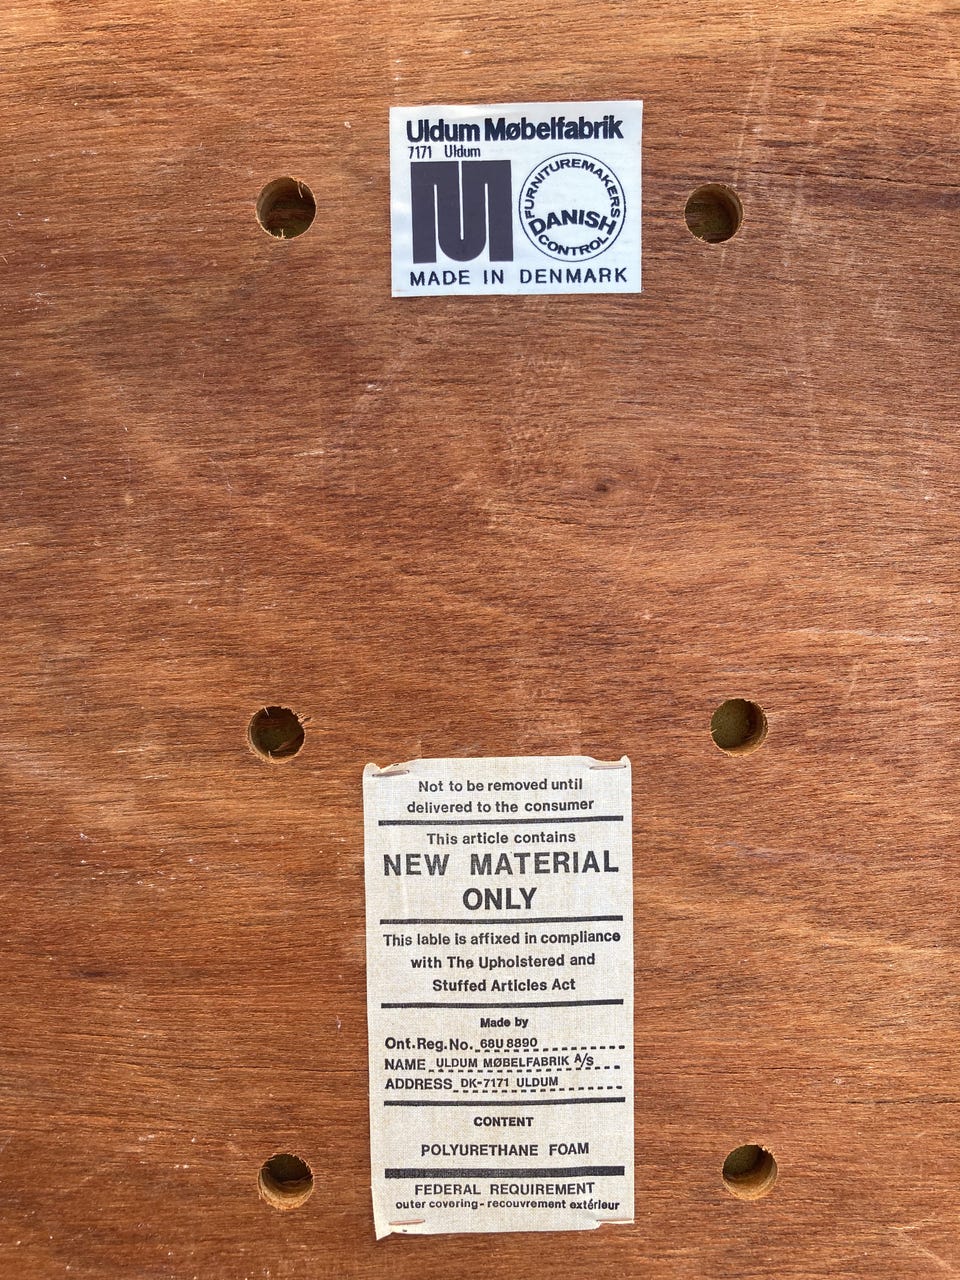 Uldum Møbelfabrik
7171 Uldum
FURNITUREMAKERS
DANISH
CONTROL
MADE IN DENMARK
Not to be removed until
delivered to the consumer
This article contains
NEW MATERIAL
ONLY
This lable is affixed in compliance
with The Upholstered and
Stuffed Articles Act
Made by
Ont.Reg.No. 68U8890
NAME ULDUM MØBELFABRIK A/S
ADDRESS DK-7171 ULDUM
CONTENT
POLYURETHANE FOAM
FEDERAL REQUIREMENT
outer covering - recouvrement extérieur